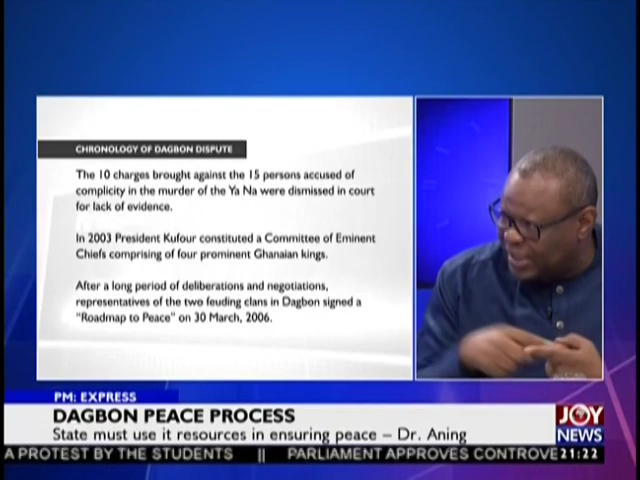 CHRONOLOGY OF DAGBON DISPUTE
The 10 charges brought against the 15 persons accused of
complicity in the murder of the Ya Na were dismissed in court
for lack of evidence.
In 2003 President Kufour constituted a Committee of Eminent
Chiefs comprising of four prominent Ghanaian kings.
After a long period of deliberations and negotiations,
representatives of the two feuding clans in Dagbon signed a
"Roadmap to Peace" on 30 March, 2006.
PM: EXPRESS
DAGBON PEACE PROCESS
State must use it resources in ensuring peace – Dr. Aning
JOY
NEWS
A PROTEST BY THE STUDENTS || PARLIAMENT APPROVES CONTROVE
21:22